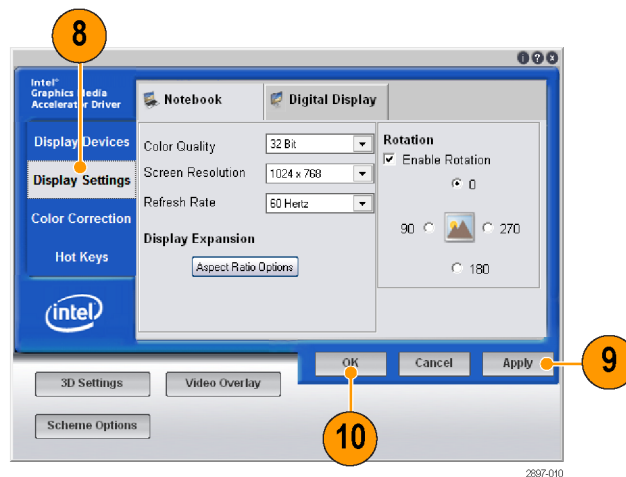 8
Intel®
Graphics Media
Accelerator Driver
Notebook
Digital Display
Display Devices
Display Settings
Color Correction
Hot Keys
intel
Color Quality
32 Bit
Screen Resolution
1024 x 768
Refresh Rate
60 Hertz
Display Expansion
Aspect Ratio Options
Rotation
Enable Rotation
0
90
270
180
OK
Cancel
Apply
9
3D Settings
Video Overlay
Scheme Options
10
2897-010